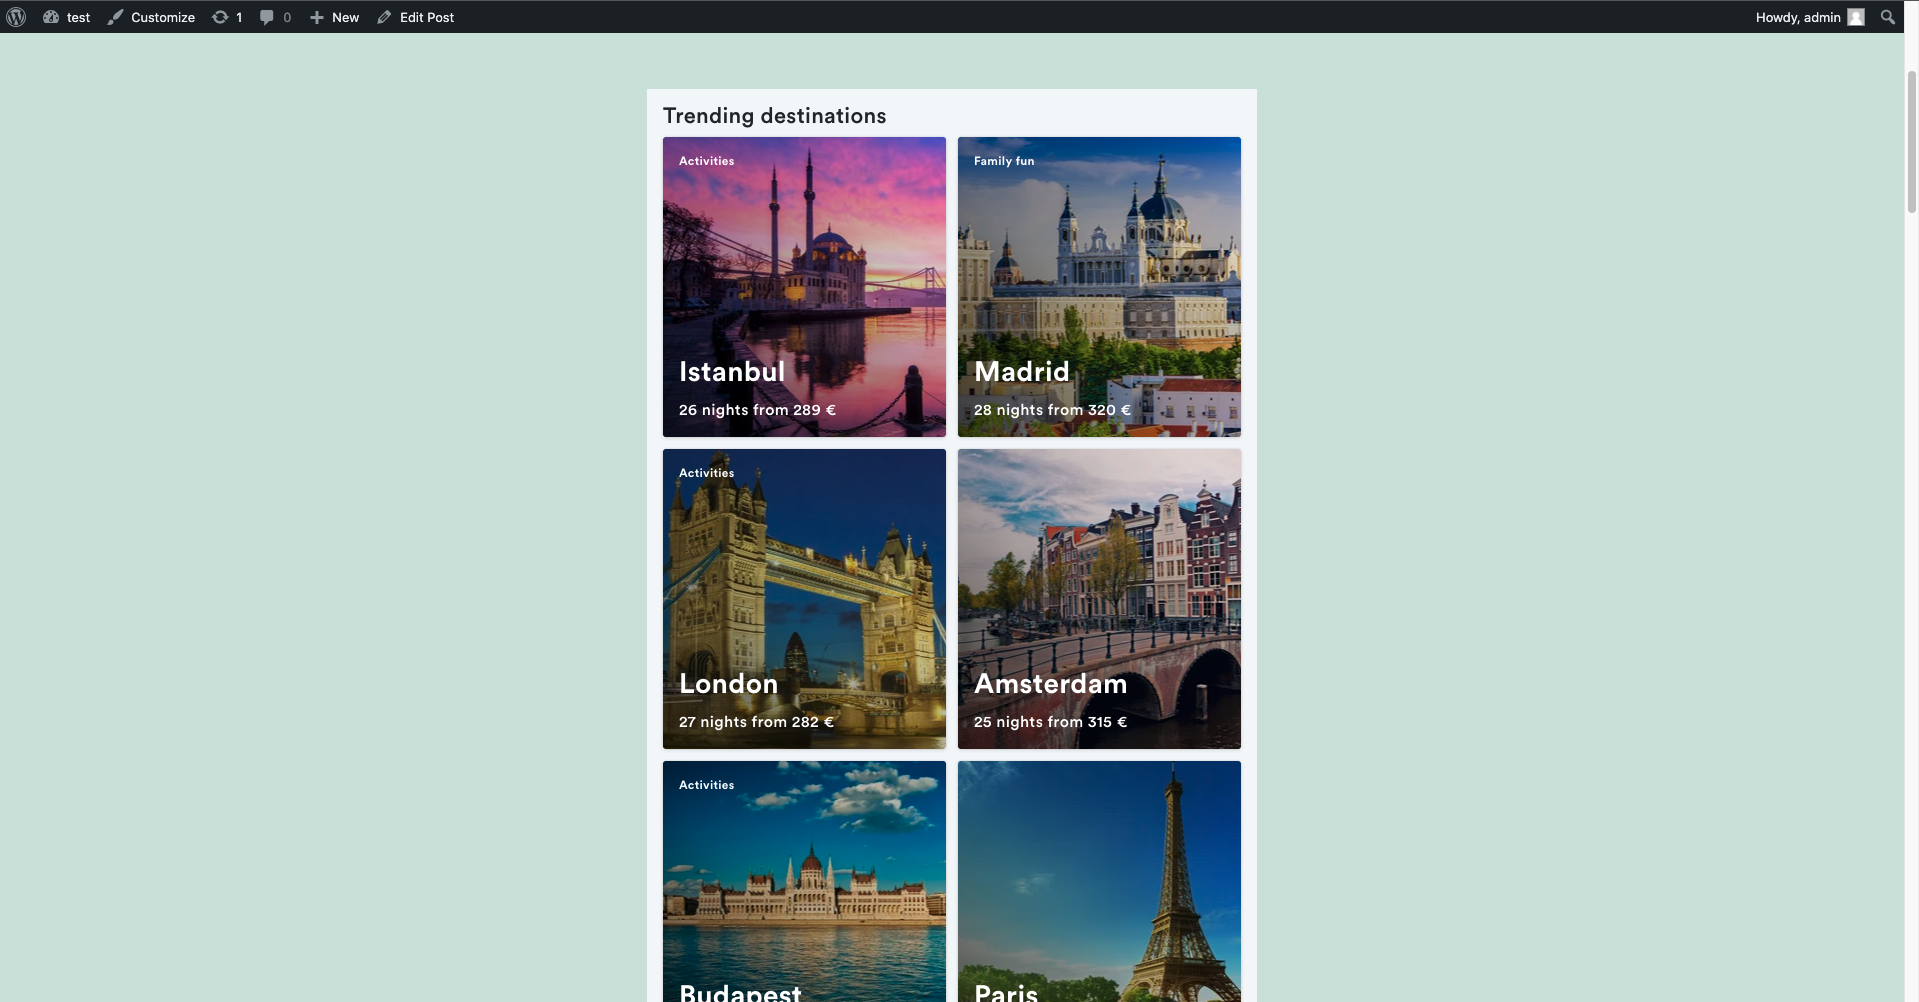 test Customize 1 0 New Edit Post Howdy, admin
Trending destinations
Activities
Istanbul
26 nights from 289 €
Family fun
Madrid
28 nights from 320 €
Activities
London
27 nights from 282 €
Amsterdam
25 nights from 315 €
Activities
Budapest
Paris